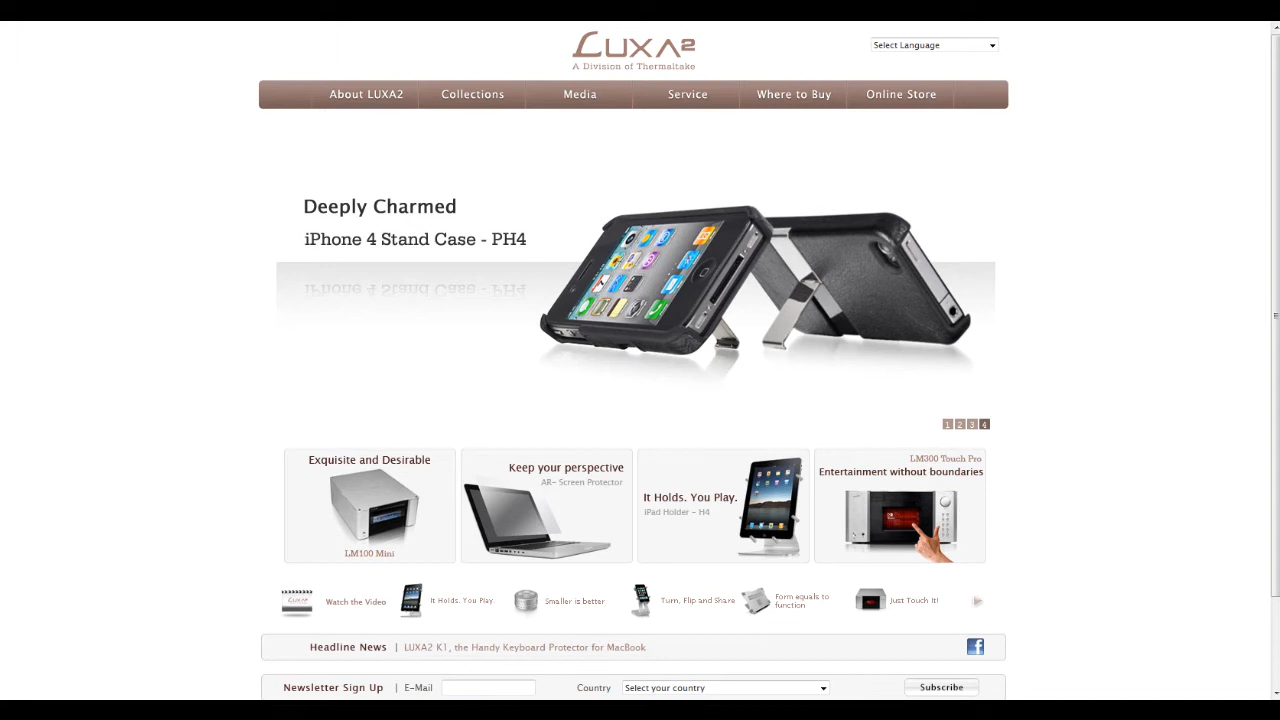 LUXA2
A Division of Thermaltake
Select Language
About LUXA2
Collections
Media
Service
Where to Buy
Online Store
Deeply Charmed
iPhone 4 Stand Case - PH4
1 2 3 4
Exquisite and Desirable
LM100 Mini
Keep your perspective
AR- Screen Protector
It Holds. You Play.
iPad Holder - H4
LM300 Touch Pro
Entertainment without boundaries
Watch the Video
It Holds. You Play.
Smaller is better
Turn, Flip and Share
Form equals to
function
Just Touch It!
Headline News | LUXA2 K1, the Handy Keyboard Protector for MacBook
f
Newsletter Sign Up | E-Mail
Country
Select your country
Subscribe